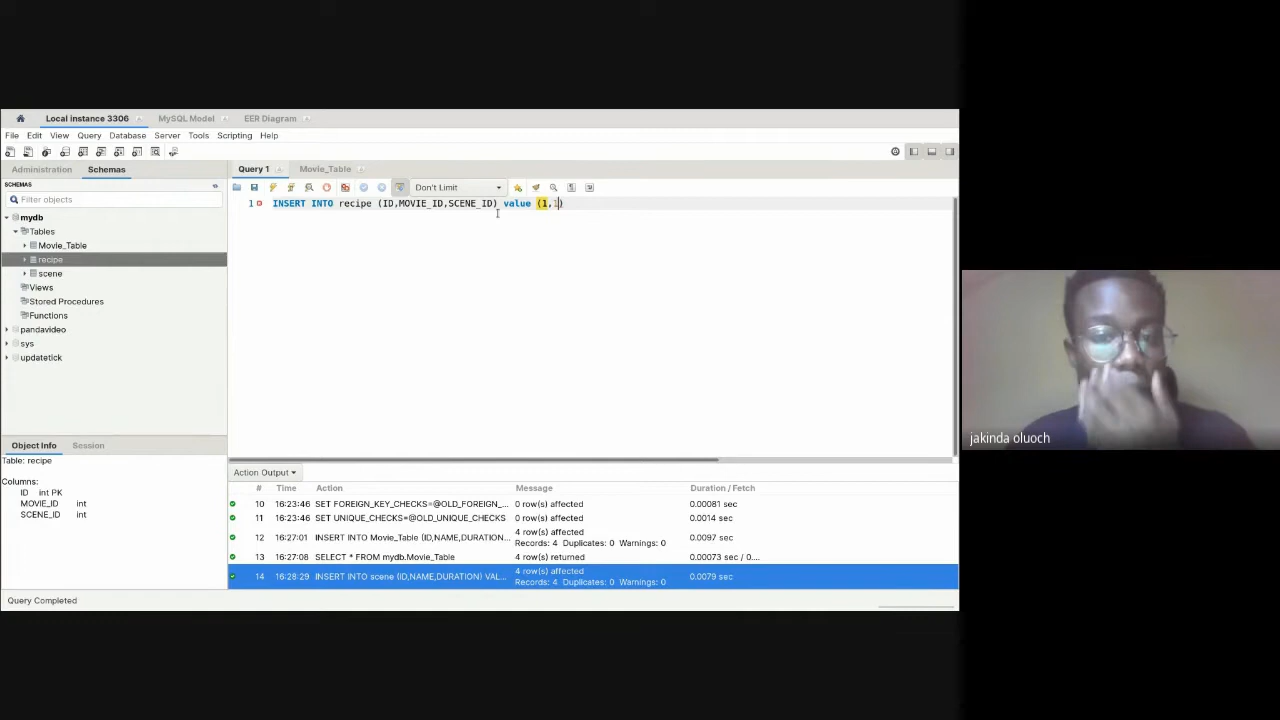 Local instance 3306 MySQL Model EER Diagram
File Edit View Query Database Server Tools Scripting Help
Administration Schemas Query 1 Movie_Table
SCHEMAS
Don't Limit
Filter objects
1 INSERT INTO recipe (ID,MOVIE_ID,SCENE_ID) value (1,1)
mydb
Tables
Movie_Table
recipe
scene
Views
Stored Procedures
Functions
pandavideo
sys
updatetick
jakinda oluoch
Object Info Session
Table: recipe
Columns:
ID int PK
MOVIE_ID int
SCENE_ID int
Action Output
# Time Action Message Duration / Fetch
10 16:23:46 SET FOREIGN_KEY_CHECKS=@OLD_FOREIGN_... 0 row(s) affected 0.00081 sec
11 16:23:46 SET UNIQUE_CHECKS=@OLD_UNIQUE_CHECKS 0 row(s) affected 0.0014 sec
12 16:27:01 INSERT INTO Movie_Table (ID,NAME,DURATION... 4 row(s) affected 0.0097 sec
Records: 4 Duplicates: 0 Warnings: 0
13 16:27:08 SELECT * FROM mydb.Movie_Table 4 row(s) returned 0.00073 sec / 0....
14 16:28:29 INSERT INTO scene (ID,NAME,DURATION) VAL... 4 row(s) affected 0.0079 sec
Records: 4 Duplicates: 0 Warnings: 0
Query Completed